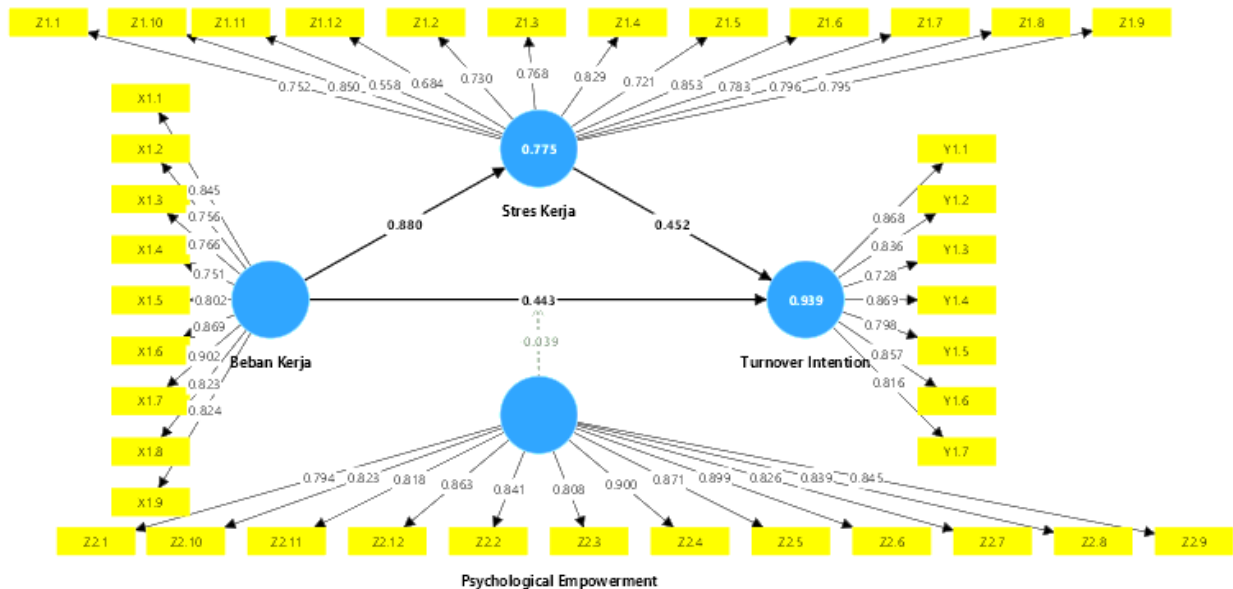 Z1.1 Z1.10 Z1.11 Z1.12 Z1.2 Z1.3 Z1.4 Z1.5 Z1.6 Z1.7 Z1.8 Z1.9
0.752 0.850 0.558 0.684 0.730 0.768 0.829 0.721 0.853 0.783 0.796 0.795
X1.1
X1.2
X1.3
X1.4
X1.5
X1.6
X1.7
X1.8
X1.9
0.845
0.756
0.766
0.751
0.802
0.869
0.902
0.823
0.824
Beban Kerja
0.880
0.775
Stres Kerja
0.452
0.443
0.039
0.939
Turnover Intention
0.868
0.836
0.728
0.869
0.798
0.857
0.816
Y1.1
Y1.2
Y1.3
Y1.4
Y1.5
Y1.6
Y1.7
0.794 0.823 0.818 0.863 0.841 0.808 0.900 0.871 0.899 0.826 0.839 0.845
Z2.1 Z2.10 Z2.11 Z2.12 Z2.2 Z2.3 Z2.4 Z2.5 Z2.6 Z2.7 Z2.8 Z2.9
Psychological Empowerment